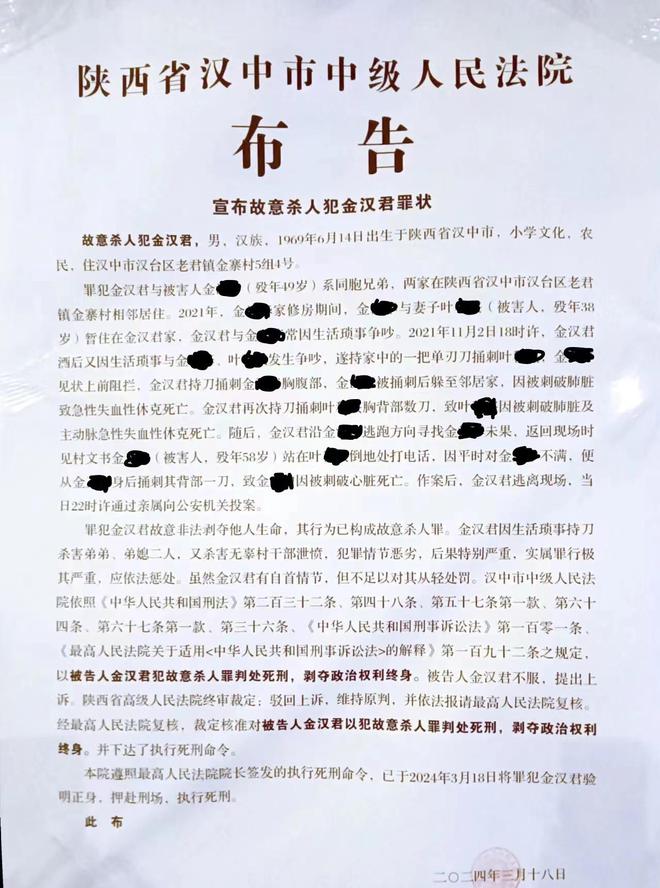 陕西省汉中市中级人民法院
布告
宣布故意杀人犯金汉君罪状
故意杀人犯金汉君，男，汉族，1969年6月14日出生于陕西省汉中市，小学文化，农
民，住汉中市汉台区老君镇金寨村5组4号。
罪犯金汉君与被害人金（殁年49岁）系同胞兄弟，两家在陕西省汉中市汉台区老君
镇金寨村相邻居住。2021年，金家修房期间，金与妻子叶（被害人，殁年38
岁）暂住在金汉君家，金汉君与金常因生活琐事争吵。2021年11月2日18时许，金汉君
酒后又因生活琐事与金、叶发生争吵，遂持家中的一把单刃刀捅刺叶，金
见状上前阻拦，金汉君持刀捅刺金胸腹部，金被捅刺后躲至邻居家，因被刺破肺脏
致急性失血性休克死亡。金汉君再次持刀捅刺叶胸背部数刀，致叶因被刺破肺脏及
主动脉急性失血性休克死亡。随后，金汉君沿金逃跑方向寻找金未果，返回现场时
见村文书金（被害人，殁年58岁）站在叶倒地处打电话，因平时对金不满，便
从金身后捅刺其背部一刀，致金因被刺破心脏死亡。作案后，金汉君逃离现场，当
日22时许通过亲属向公安机关投案。
罪犯金汉君故意非法剥夺他人生命，其行为已构成故意杀人罪。金汉君因生活琐事持刀
杀害弟弟、弟媳二人，又杀害无辜村干部泄愤，犯罪情节恶劣，后果特别严重，实属罪行极
其严重，应依法惩处。虽然金汉君有自首情节，但不足以对其从轻处罚。汉中市中级人民法
院依照《中华人民共和国刑法》第二百三十二条、第四十八条、第五十七条第一款、第六十
四条、第六十七条第一款、第三十六条、《中华人民共和国刑事诉讼法》第一百零一条、
《最高人民法院关于适用<中华人民共和国刑事诉讼法>的解释》第一百九十二条之规定，
以被告人金汉君犯故意杀人罪判处死刑，剥夺政治权利终身。被告人金汉君不服，提出上
诉。陕西省高级人民法院终审裁定：驳回上诉，维持原判，并依法报请最高人民法院复核。
经最高人民法院复核，裁定核准对被告人金汉君以犯故意杀人罪判处死刑，剥夺政治权利
终身。并下达了执行死刑命令。
本院遵照最高人民法院院长签发的执行死刑命令，已于2024年3月18日将罪犯金汉君验
明正身，押赴刑场，执行死刑。
此布
二〇二四年三月十八日